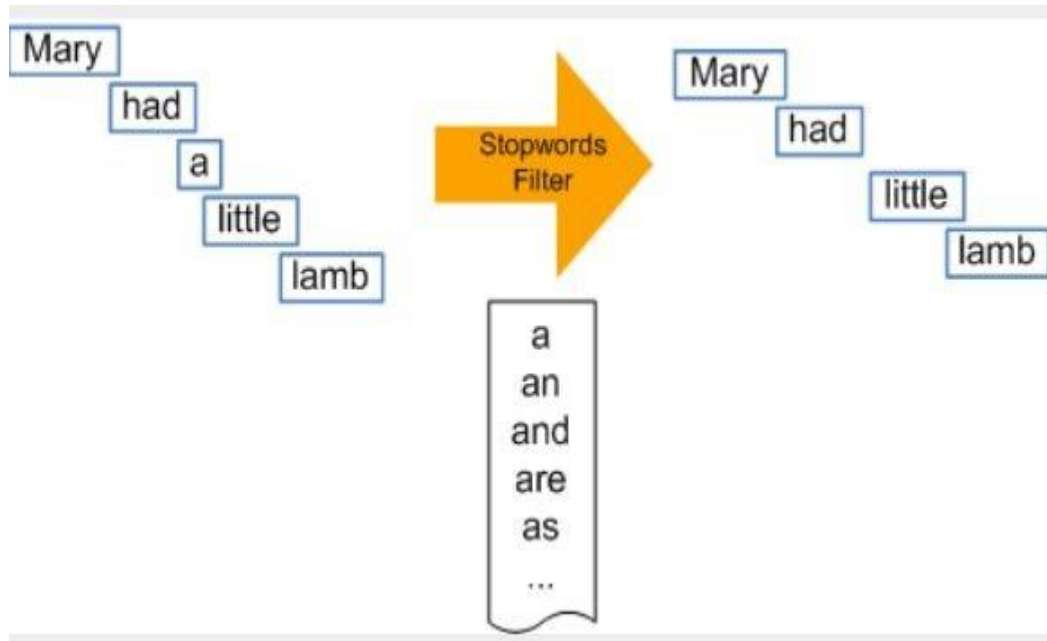 Mary
had
a
little
lamb
Stopwords
Filter
a
an
and
are
as
...
Mary
had
little
lamb